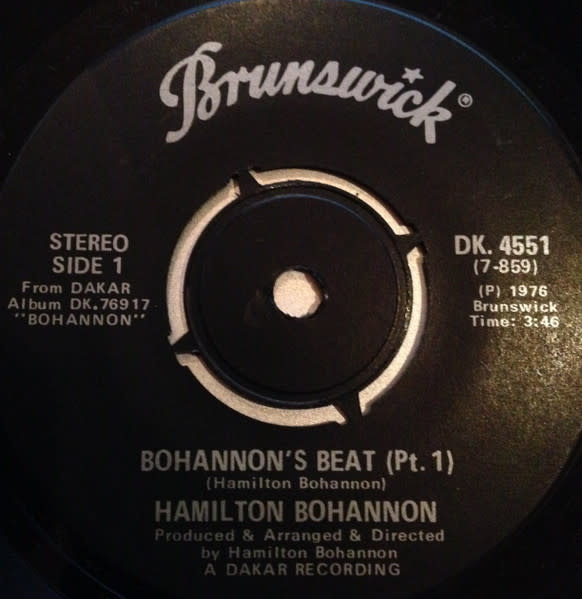 Brunswick®
STEREO
SIDE 1
From DAKAR
Album DK.76917
"BOHANNON"
DK. 4551
(7-859)
(P) 1976
Brunswick
Time: 3:46
BOHANNON'S BEAT (Pt. 1)
(Hamilton Bohannon)
HAMILTON BOHANNON
Produced & Arranged & Directed
by Hamilton Bohannon
A DAKAR RECORDING